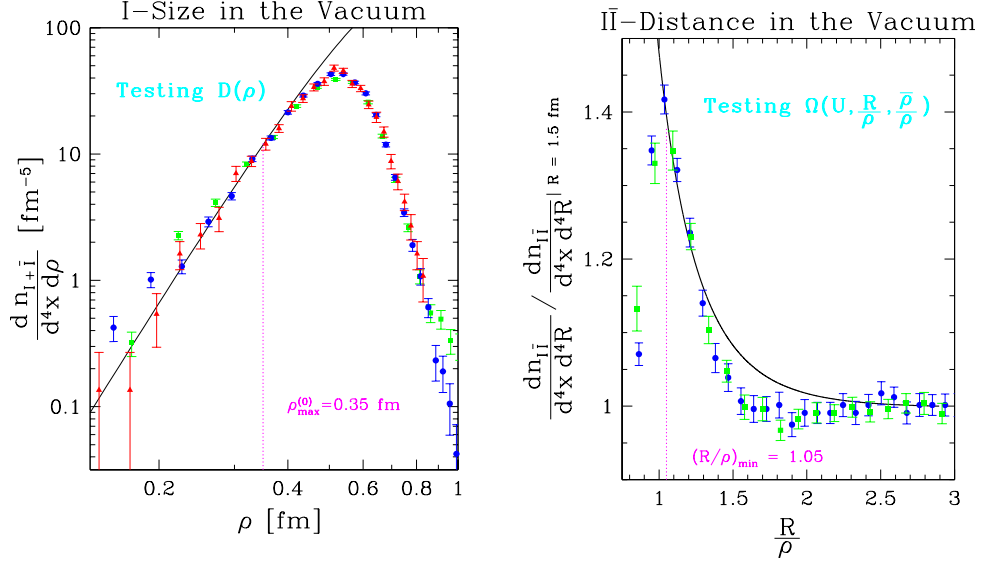 I−Size in the Vacuum
100
10
1
0.1
d n_{I+Ī} / d⁴x dρ [fm⁻⁵]
Testing D(ρ)
ρ_{max}^{(0)}=0.35 fm
0.2
0.4
0.6
0.8
1
ρ [fm]
IĪ−Distance in the Vacuum
1.4
1.2
1
dn_{IĪ} / d⁴x d⁴R / dn_{IĪ} / d⁴x d⁴R | R = 1.5 fm
Testing Ω(U, R/ρ, ρ̄/ρ)
(R/ρ)_{min} = 1.05
1
1.5
2
2.5
3
R/ρ